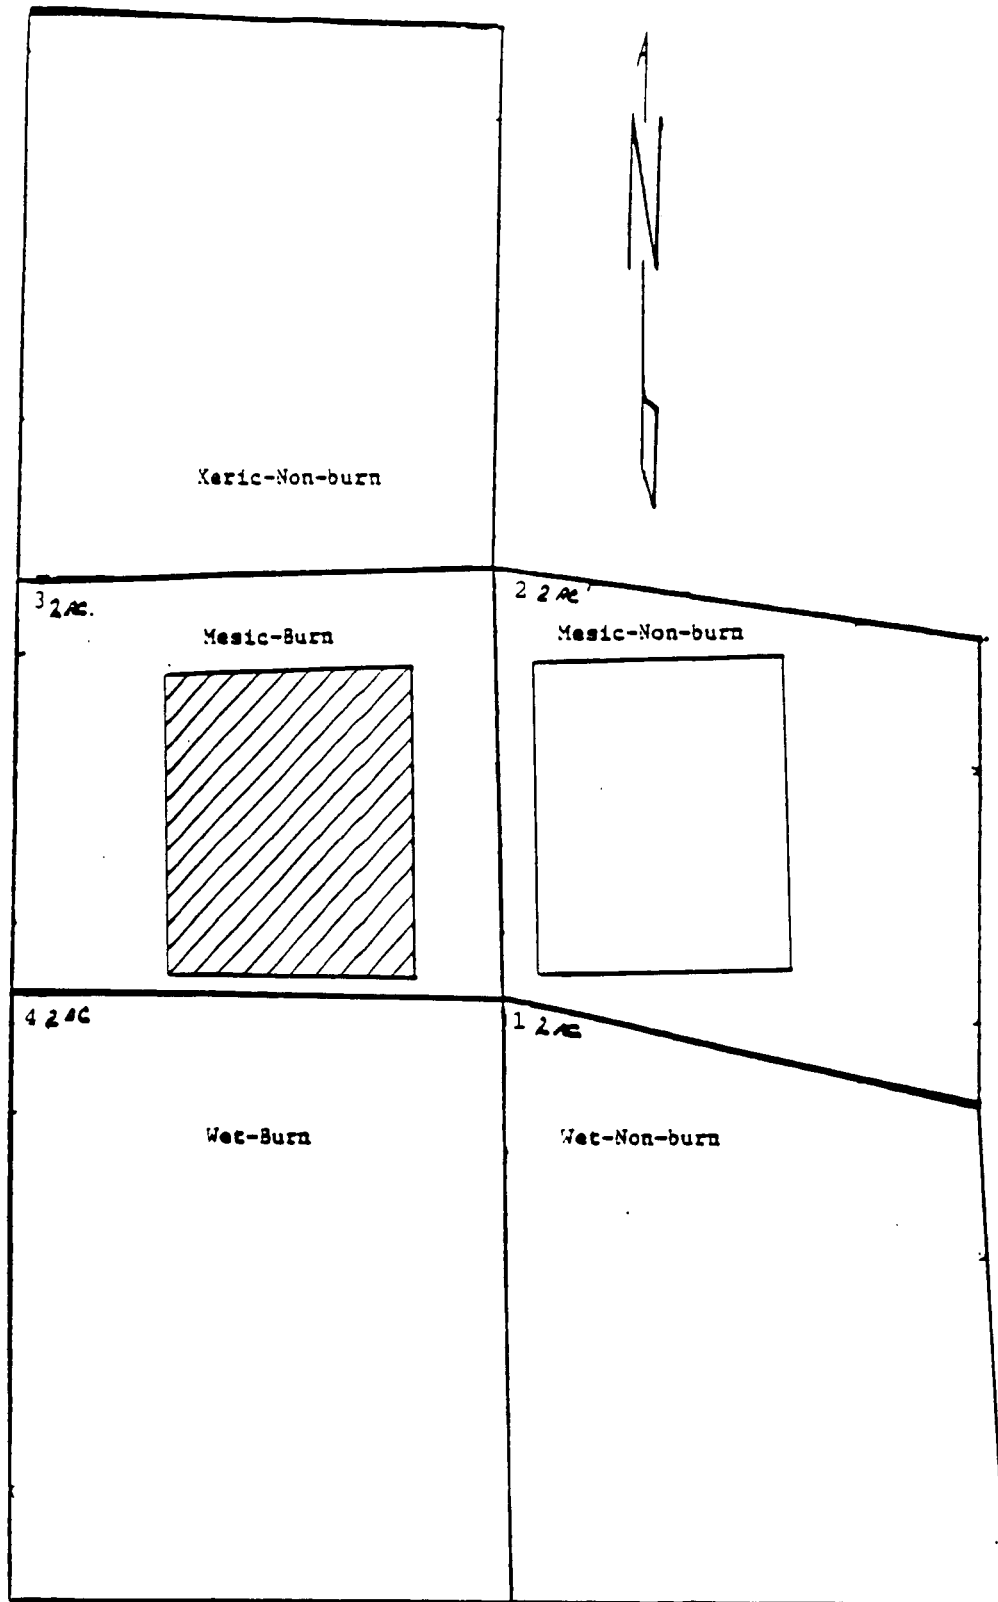 N
Xeric-Non-burn
3 2 AC.
2 2 AC
Mesic-Burn
Mesic-Non-burn
4 2 AC
1 2 AC
Wet-Burn
Wet-Non-burn